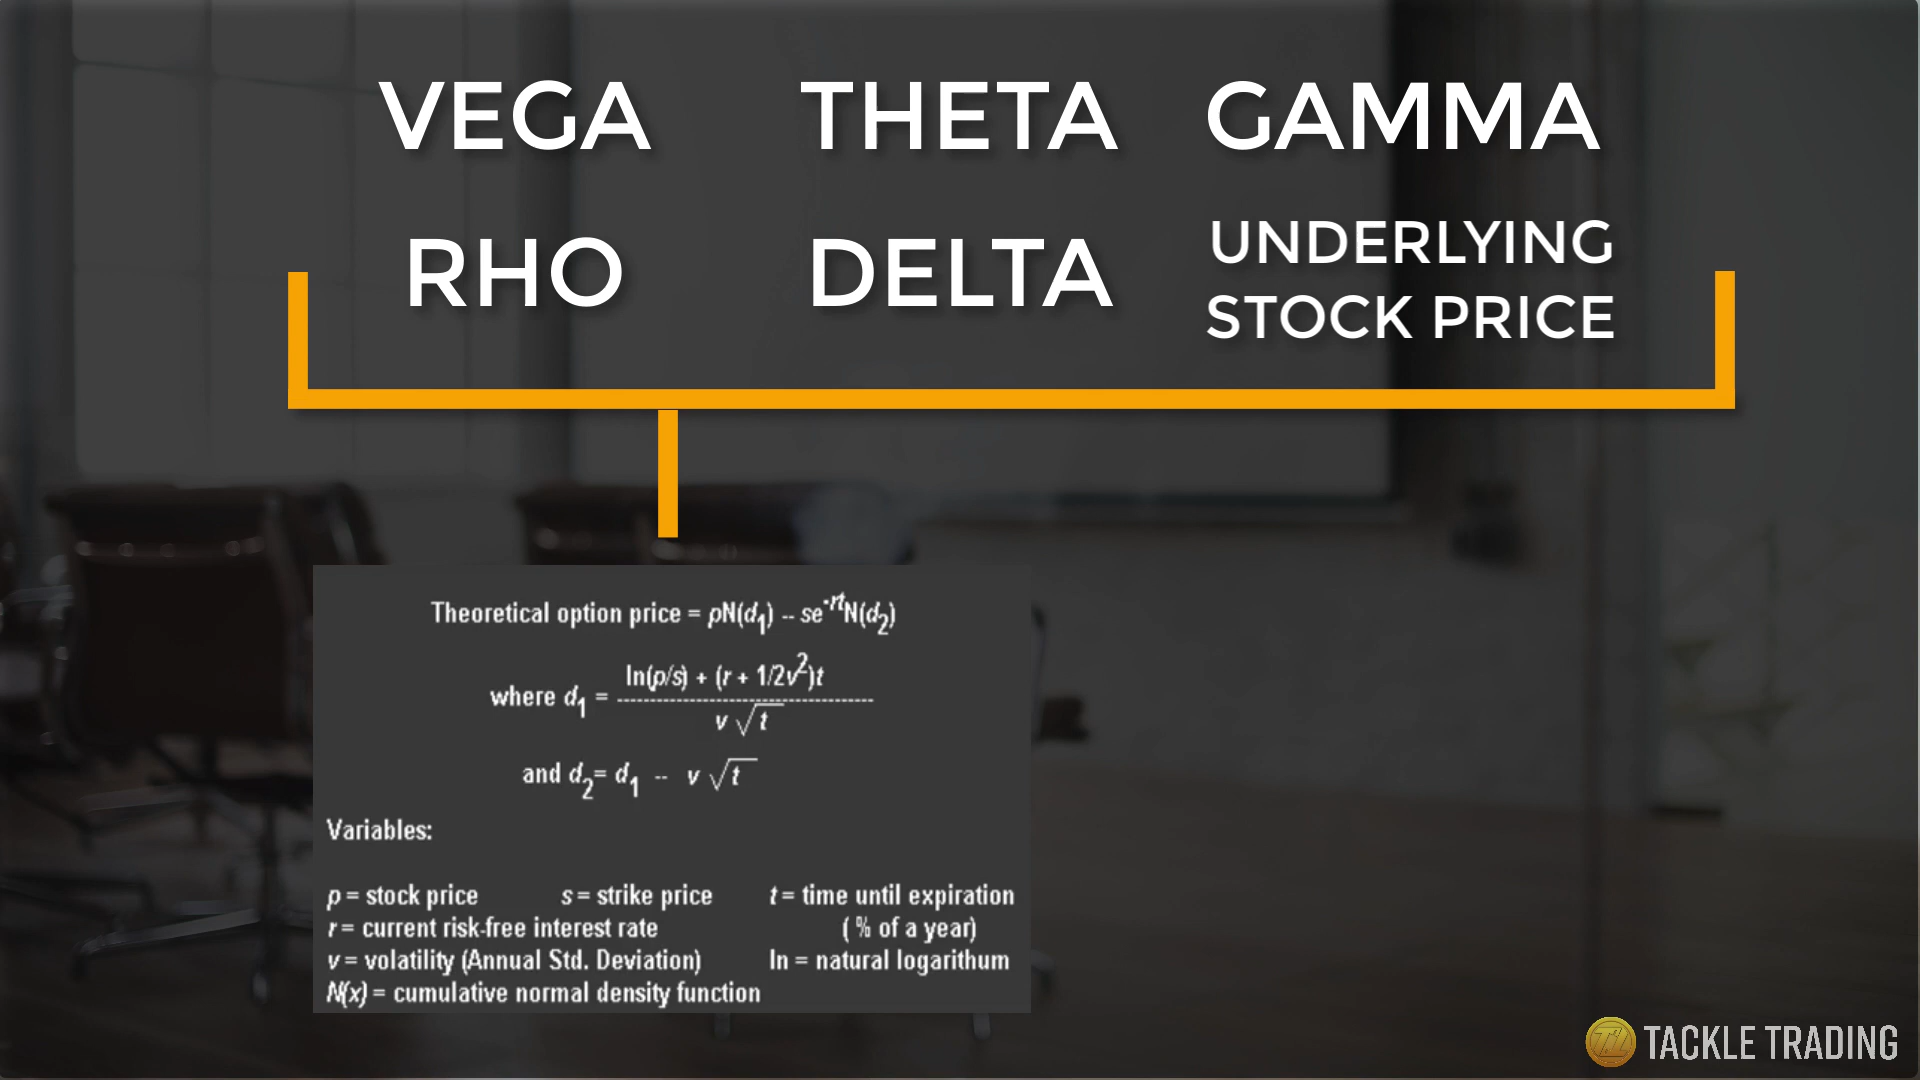 VEGA THETA GAMMA
RHO DELTA UNDERLYING
STOCK PRICE
Theoretical option price = pN(d₁) -- se⁻ʳᵗN(d₂)
ln(p/s) + (r + 1/2v²)t
where d₁ = ---------------------------
v √t
and d₂= d₁ -- v √t
Variables:
p = stock price s = strike price t = time until expiration
r = current risk-free interest rate ( % of a year)
v = volatility (Annual Std. Deviation) ln = natural logarithum
N(x) = cumulative normal density function
TACKLE TRADING